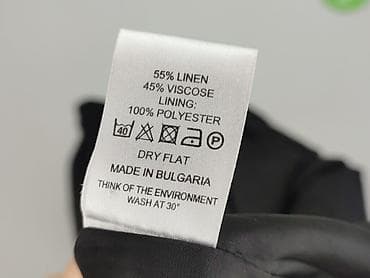 55% LINEN
45% VISCOSE
LINING:
100% POLYESTER
40 P
DRY FLAT
MADE IN BULGARIA
THINK OF THE ENVIRONMENT
WASH AT 30°